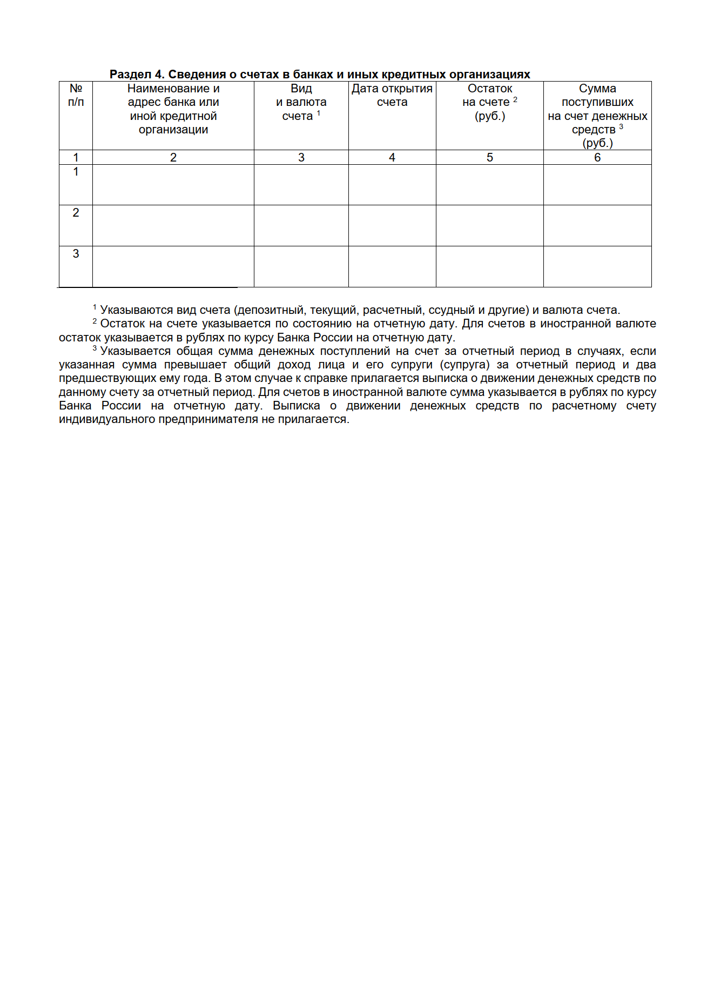 Раздел 4. Сведения о счетах в банках и иных кредитных организациях
№ п/п
Наименование и
адрес банка или
иной кредитной
организации
Вид
и валюта
счета 1
Дата открытия
счета
Остаток
на счете 2
(руб.)
Сумма
поступивших
на счет денежных
средств 3
(руб.)
1 2 3 4 5 6
1
2
3
1 Указываются вид счета (депозитный, текущий, расчетный, ссудный и другие) и валюта счета.
2 Остаток на счете указывается по состоянию на отчетную дату. Для счетов в иностранной валюте
остаток указывается в рублях по курсу Банка России на отчетную дату.
3 Указывается общая сумма денежных поступлений на счет за отчетный период в случаях, если
указанная сумма превышает общий доход лица и его супруги (супруга) за отчетный период и два
предшествующих ему года. В этом случае к справке прилагается выписка о движении денежных средств по
данному счету за отчетный период. Для счетов в иностранной валюте сумма указывается в рублях по курсу
Банка России на отчетную дату. Выписка о движении денежных средств по расчетному счету
индивидуального предпринимателя не прилагается.